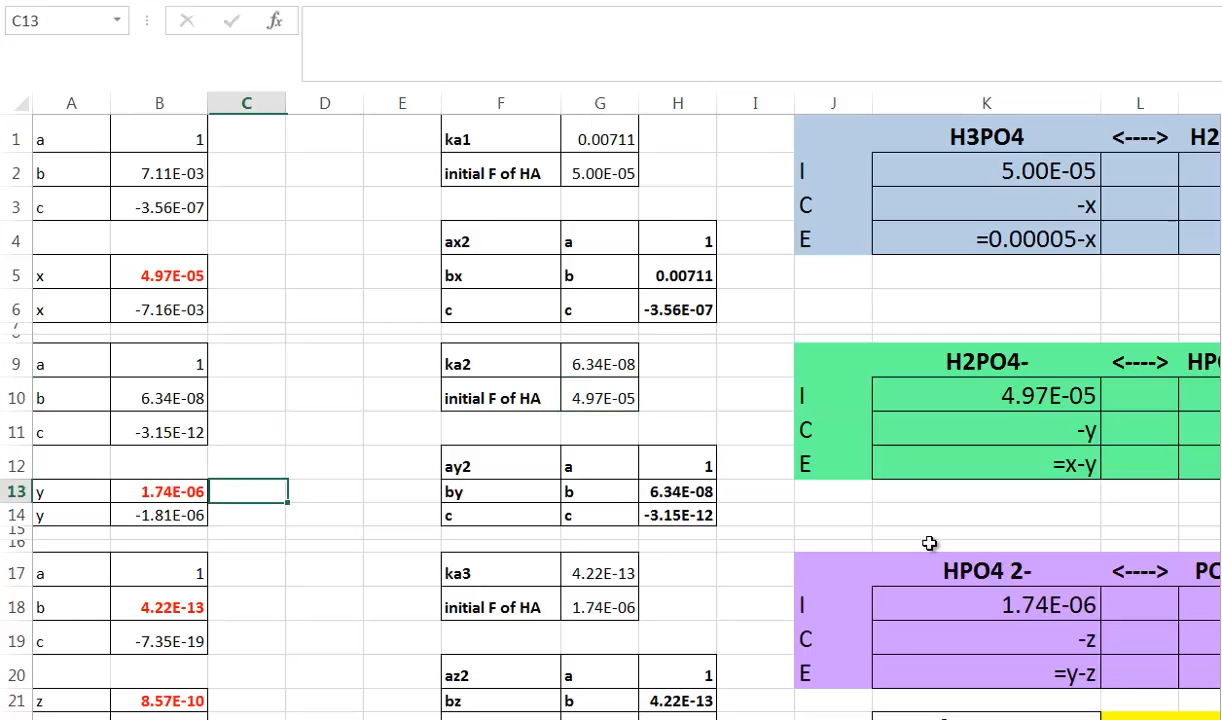 C13
fx
A B C D E F G H I J K L
1 a 1 ka1 0.00711 H3PO4 <----> H2
2 b 7.11E-03 initial F of HA 5.00E-05 I 5.00E-05
3 c -3.56E-07 C -x
4 ax2 a 1 E =0.00005-x
5 x 4.97E-05 bx b 0.00711
6 x -7.16E-03 c c -3.56E-07
7
8
9 a 1 ka2 6.34E-08 H2PO4- <----> HPO
10 b 6.34E-08 initial F of HA 4.97E-05 I 4.97E-05
11 c -3.15E-12 C -y
12 ay2 a 1 E =x-y
13 y 1.74E-06 by b 6.34E-08
14 y -1.81E-06 c c -3.15E-12
15
16
17 a 1 ka3 4.22E-13 HPO4 2- <----> PO
18 b 4.22E-13 initial F of HA 1.74E-06 I 1.74E-06
19 c -7.35E-19 C -z
20 az2 a 1 E =y-z
21 z 8.57E-10 bz b 4.22E-13